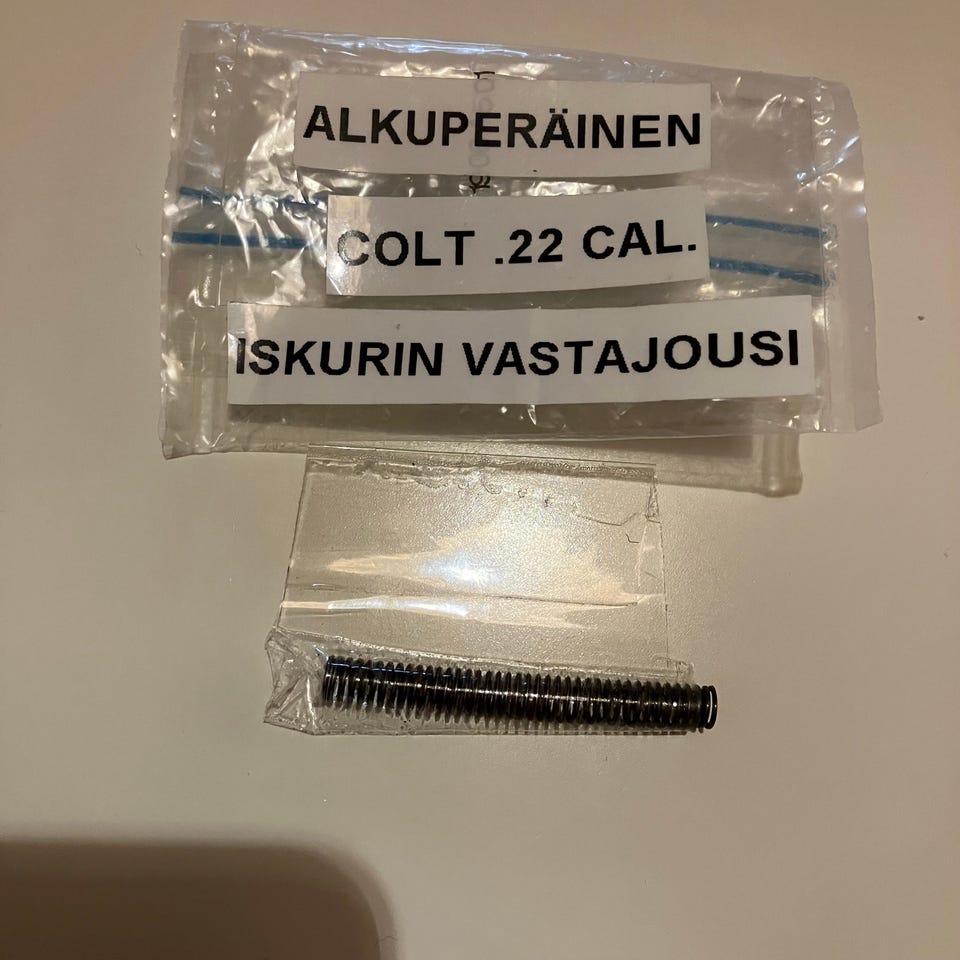 ALKUPERÄINEN
COLT .22 CAL.
ISKURIN VASTAJOUSI